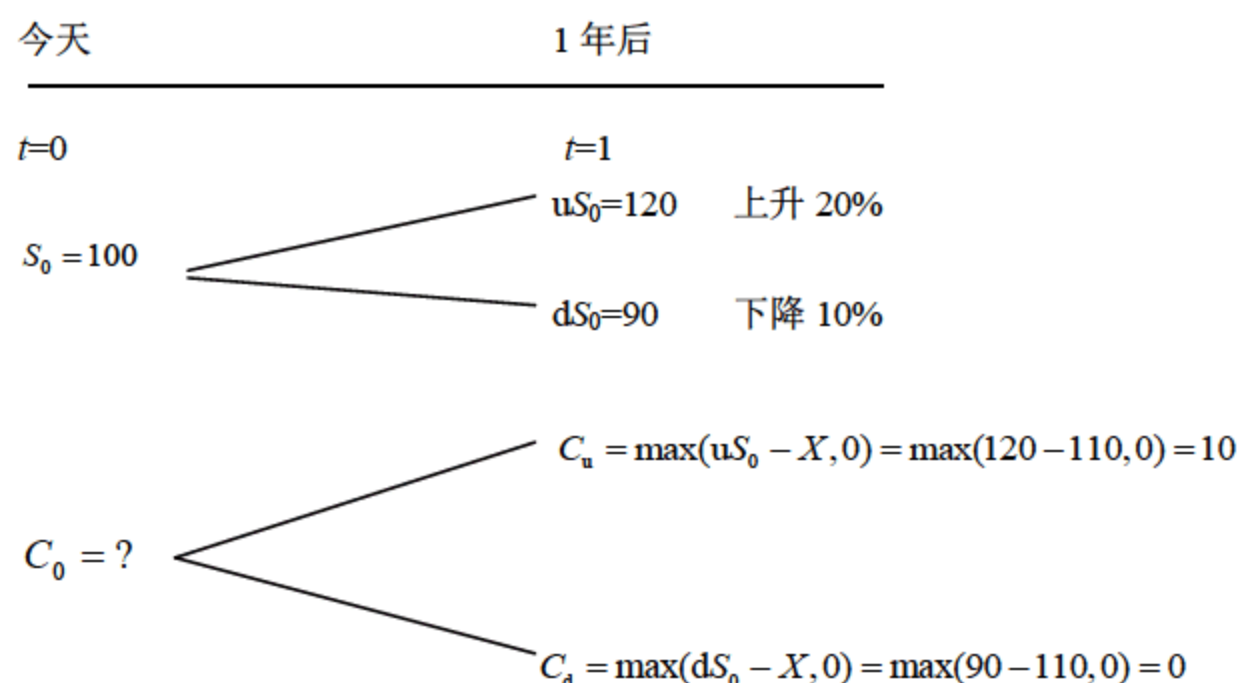 今天 1 年后
t=0 t=1
uS₀=120 上升 20%
S₀ =100
dS₀=90 下降 10%
Cᵤ = max(uS₀ − X, 0) = max(120 −110, 0) = 10
C₀ = ?
C_d = max(dS₀ − X, 0) = max(90 −110, 0) = 0